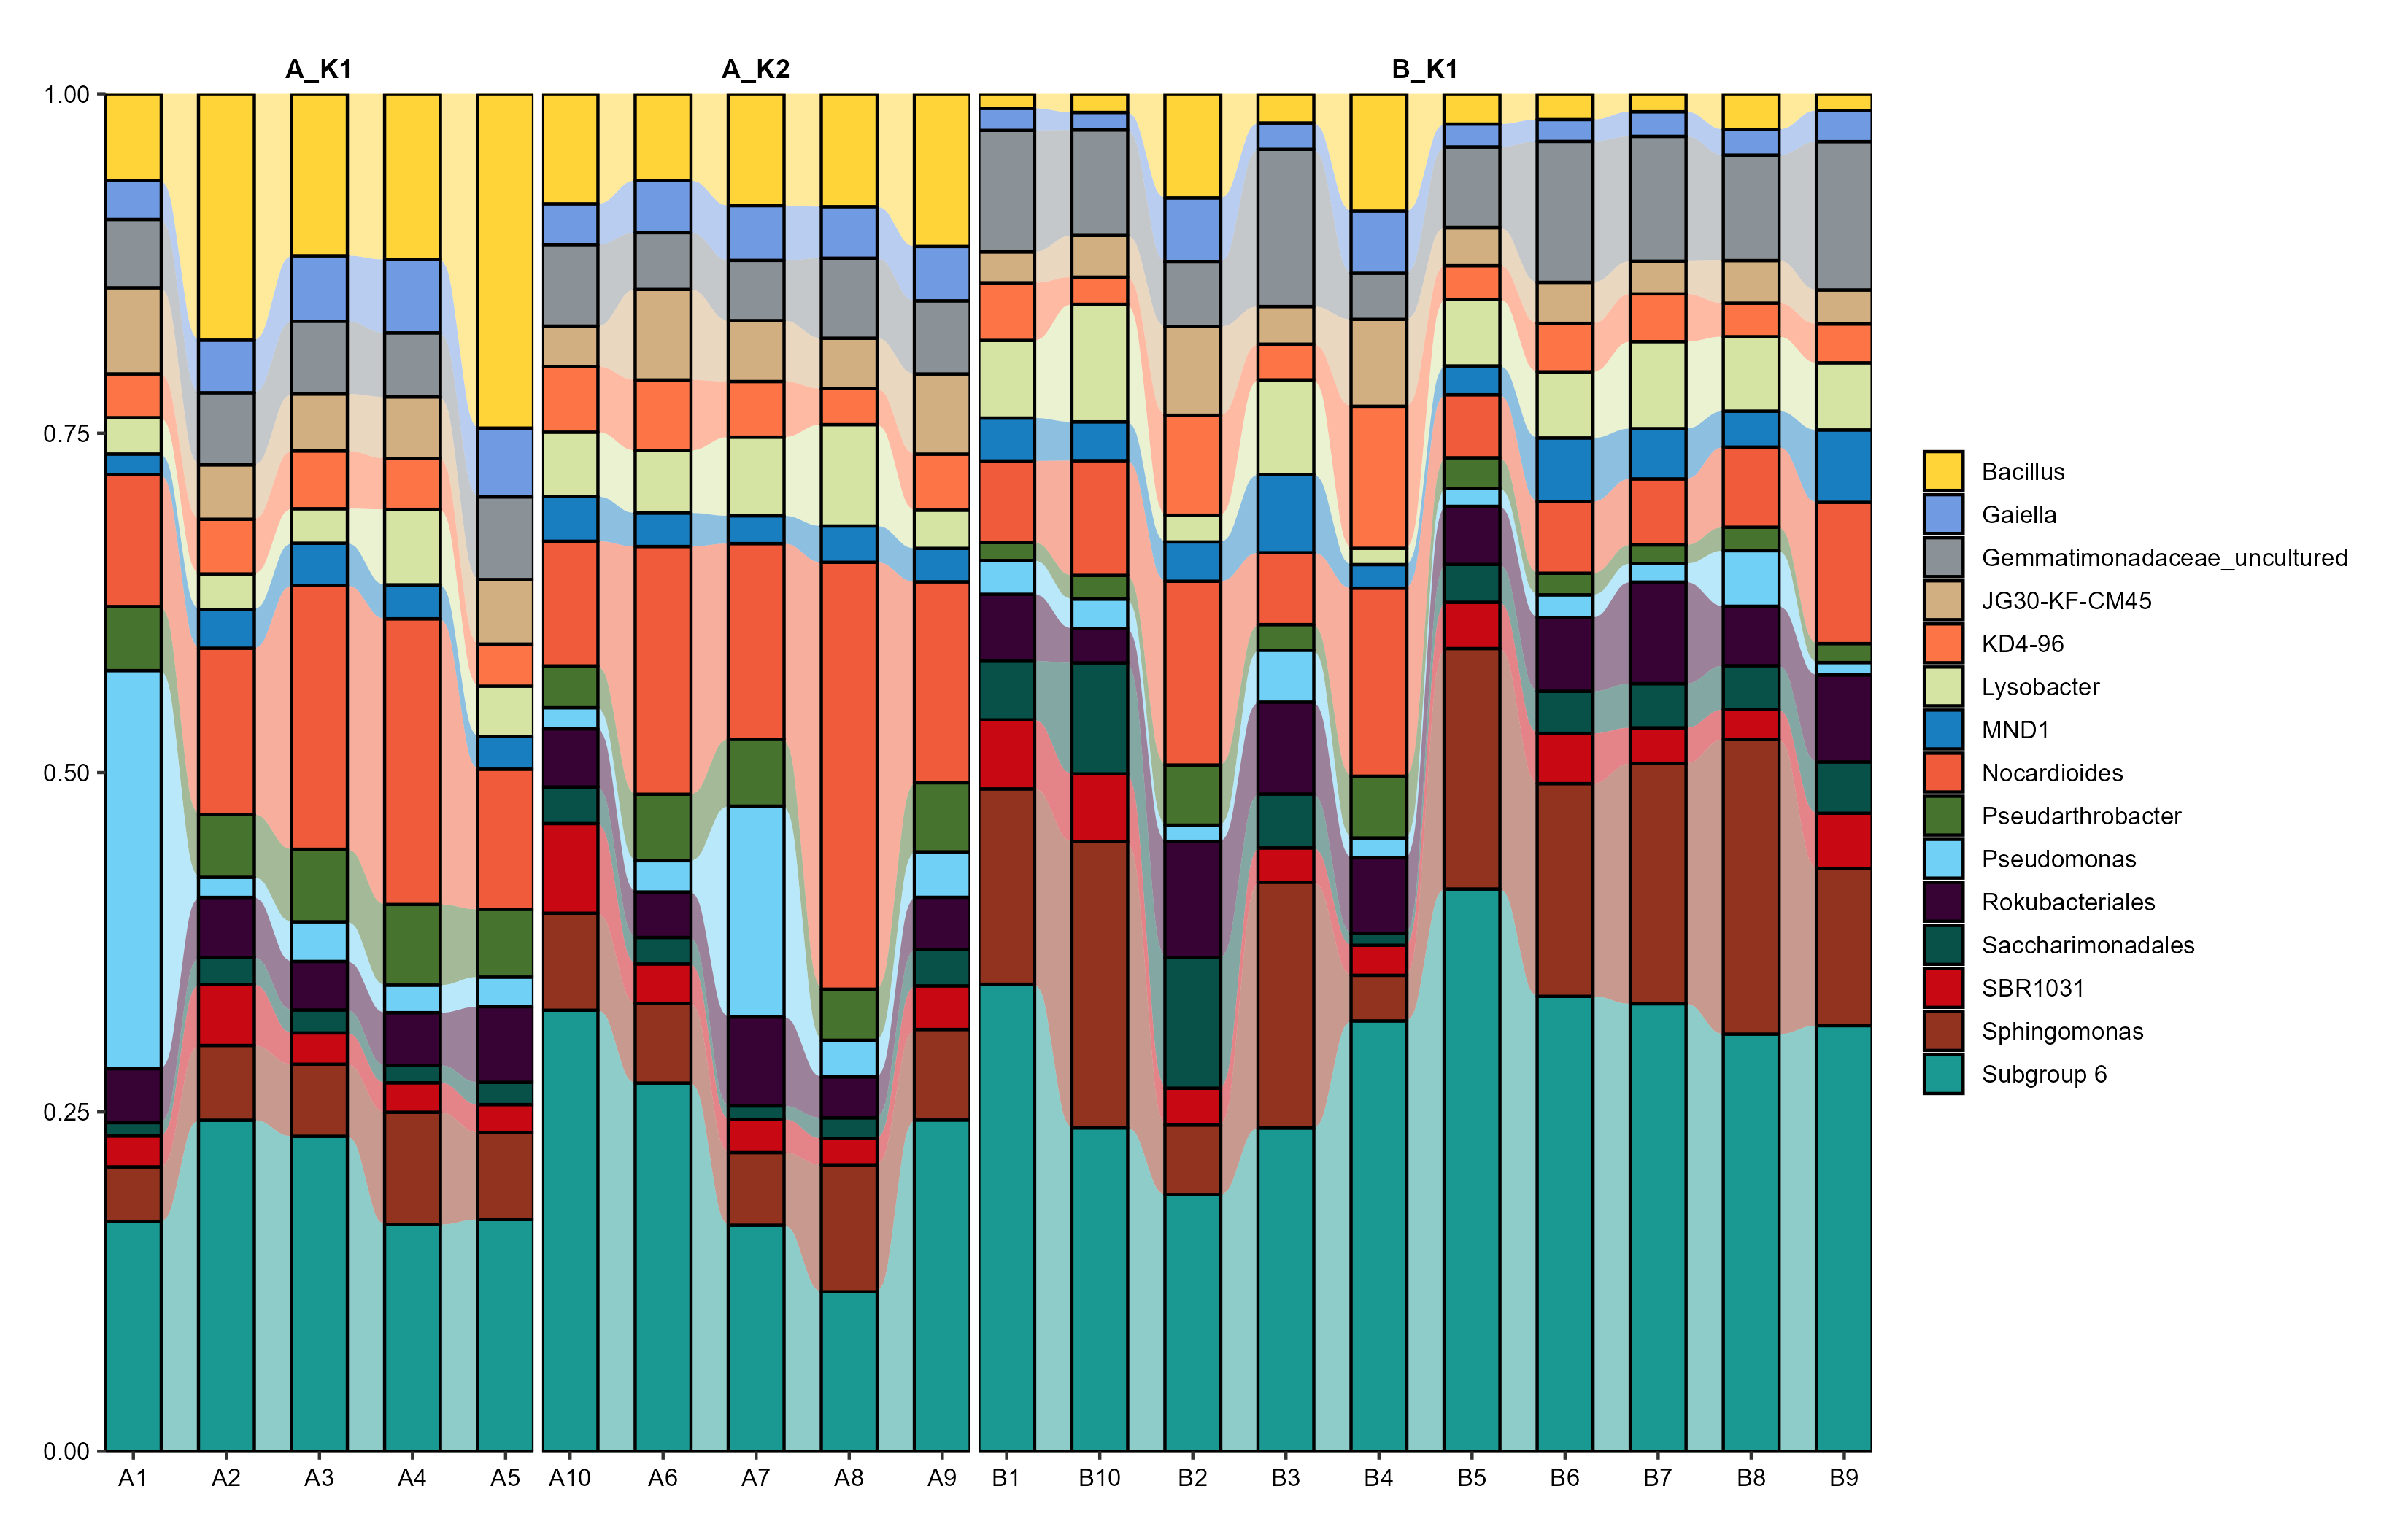 A_K1 A_K2 B_K1
1.00
0.75
0.50
0.25
0.00
A1 A2 A3 A4 A5 A10 A6 A7 A8 A9 B1 B10 B2 B3 B4 B5 B6 B7 B8 B9
Bacillus
Gaiella
Gemmatimonadaceae_uncultured
JG30-KF-CM45
KD4-96
Lysobacter
MND1
Nocardioides
Pseudarthrobacter
Pseudomonas
Rokubacteriales
Saccharimonadales
SBR1031
Sphingomonas
Subgroup 6